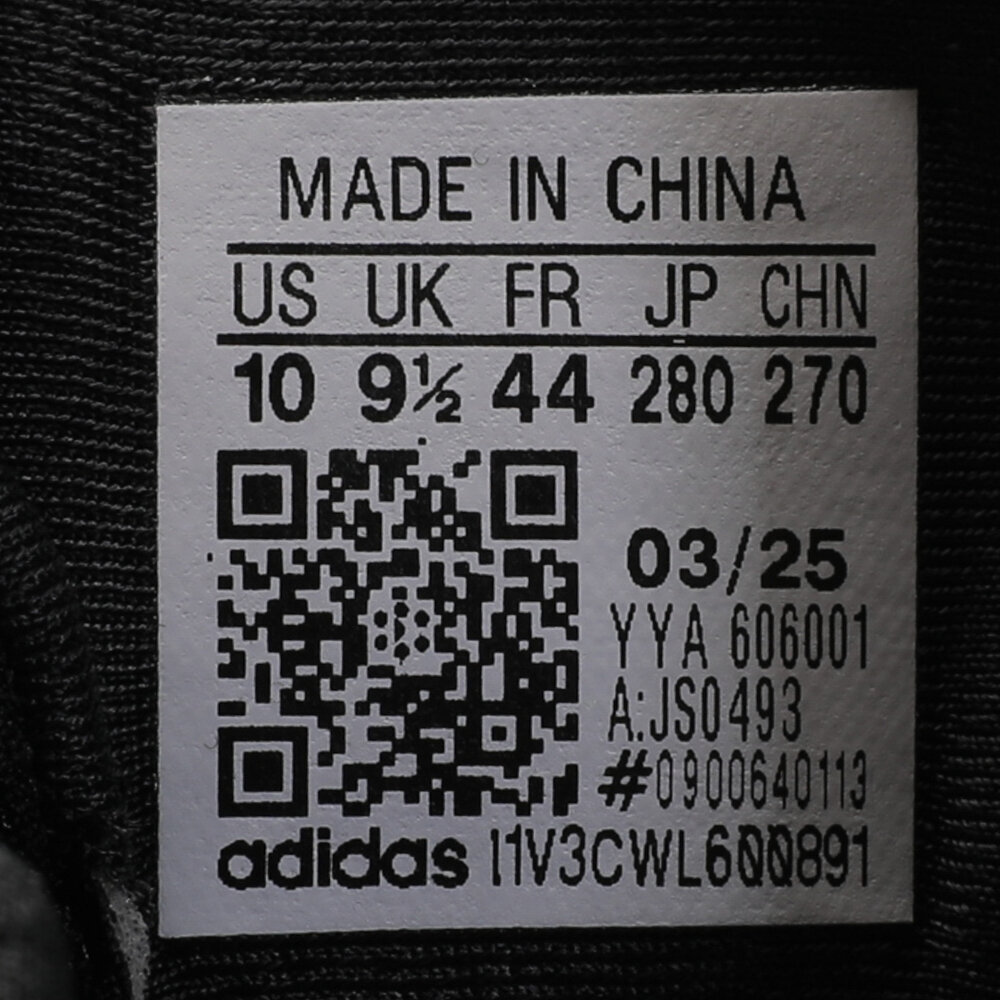 MADE IN CHINA
US UK FR JP CHN
10 9½ 44 280 270
03/25
YYA 606001
A:JS0493
#0900640113
adidas I1V3CWL600891